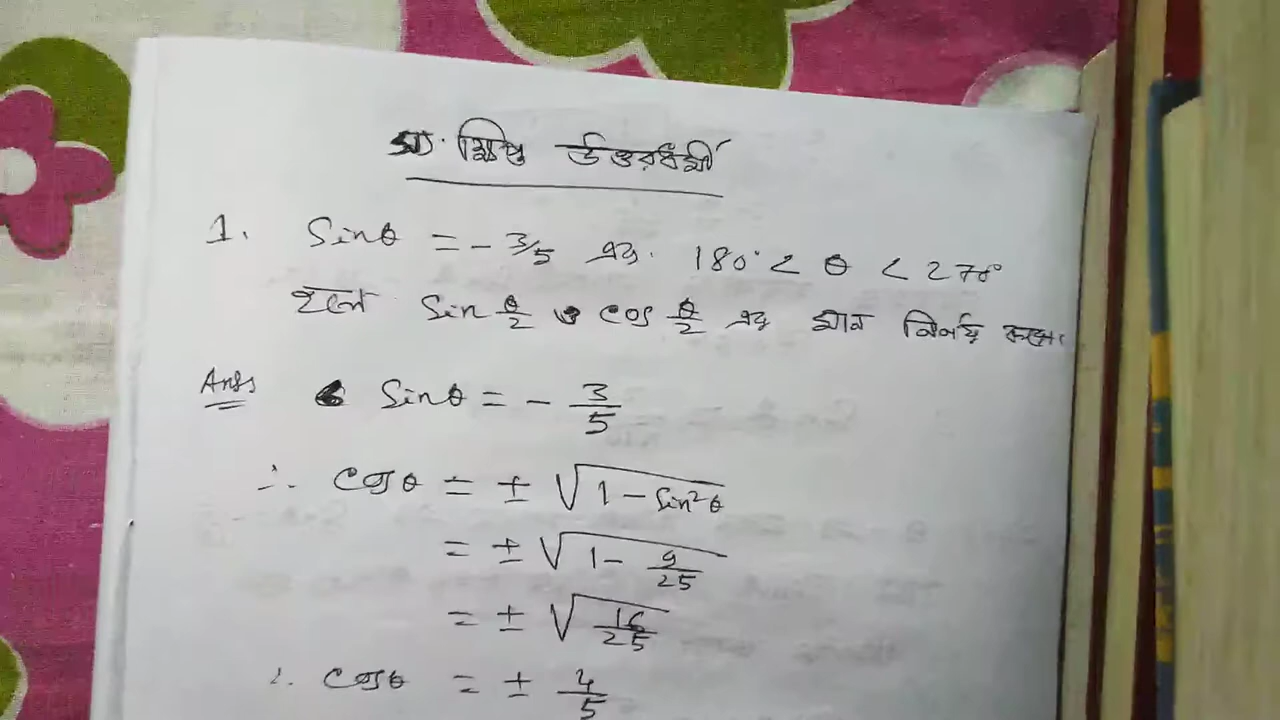 সংক্ষিপ্ত উত্তরধর্মী
1. Sinθ = - 3/5 এবং 180° < θ < 270°
হলে Sin θ/2 ও cos θ/2 এর মান নির্ণয় করো।
Ans Sinθ = - 3/5
∴ cosθ = ± √(1 - Sin²θ)
= ± √(1 - 9/25)
= ± √(16/25)
∴ cosθ = ± 4/5